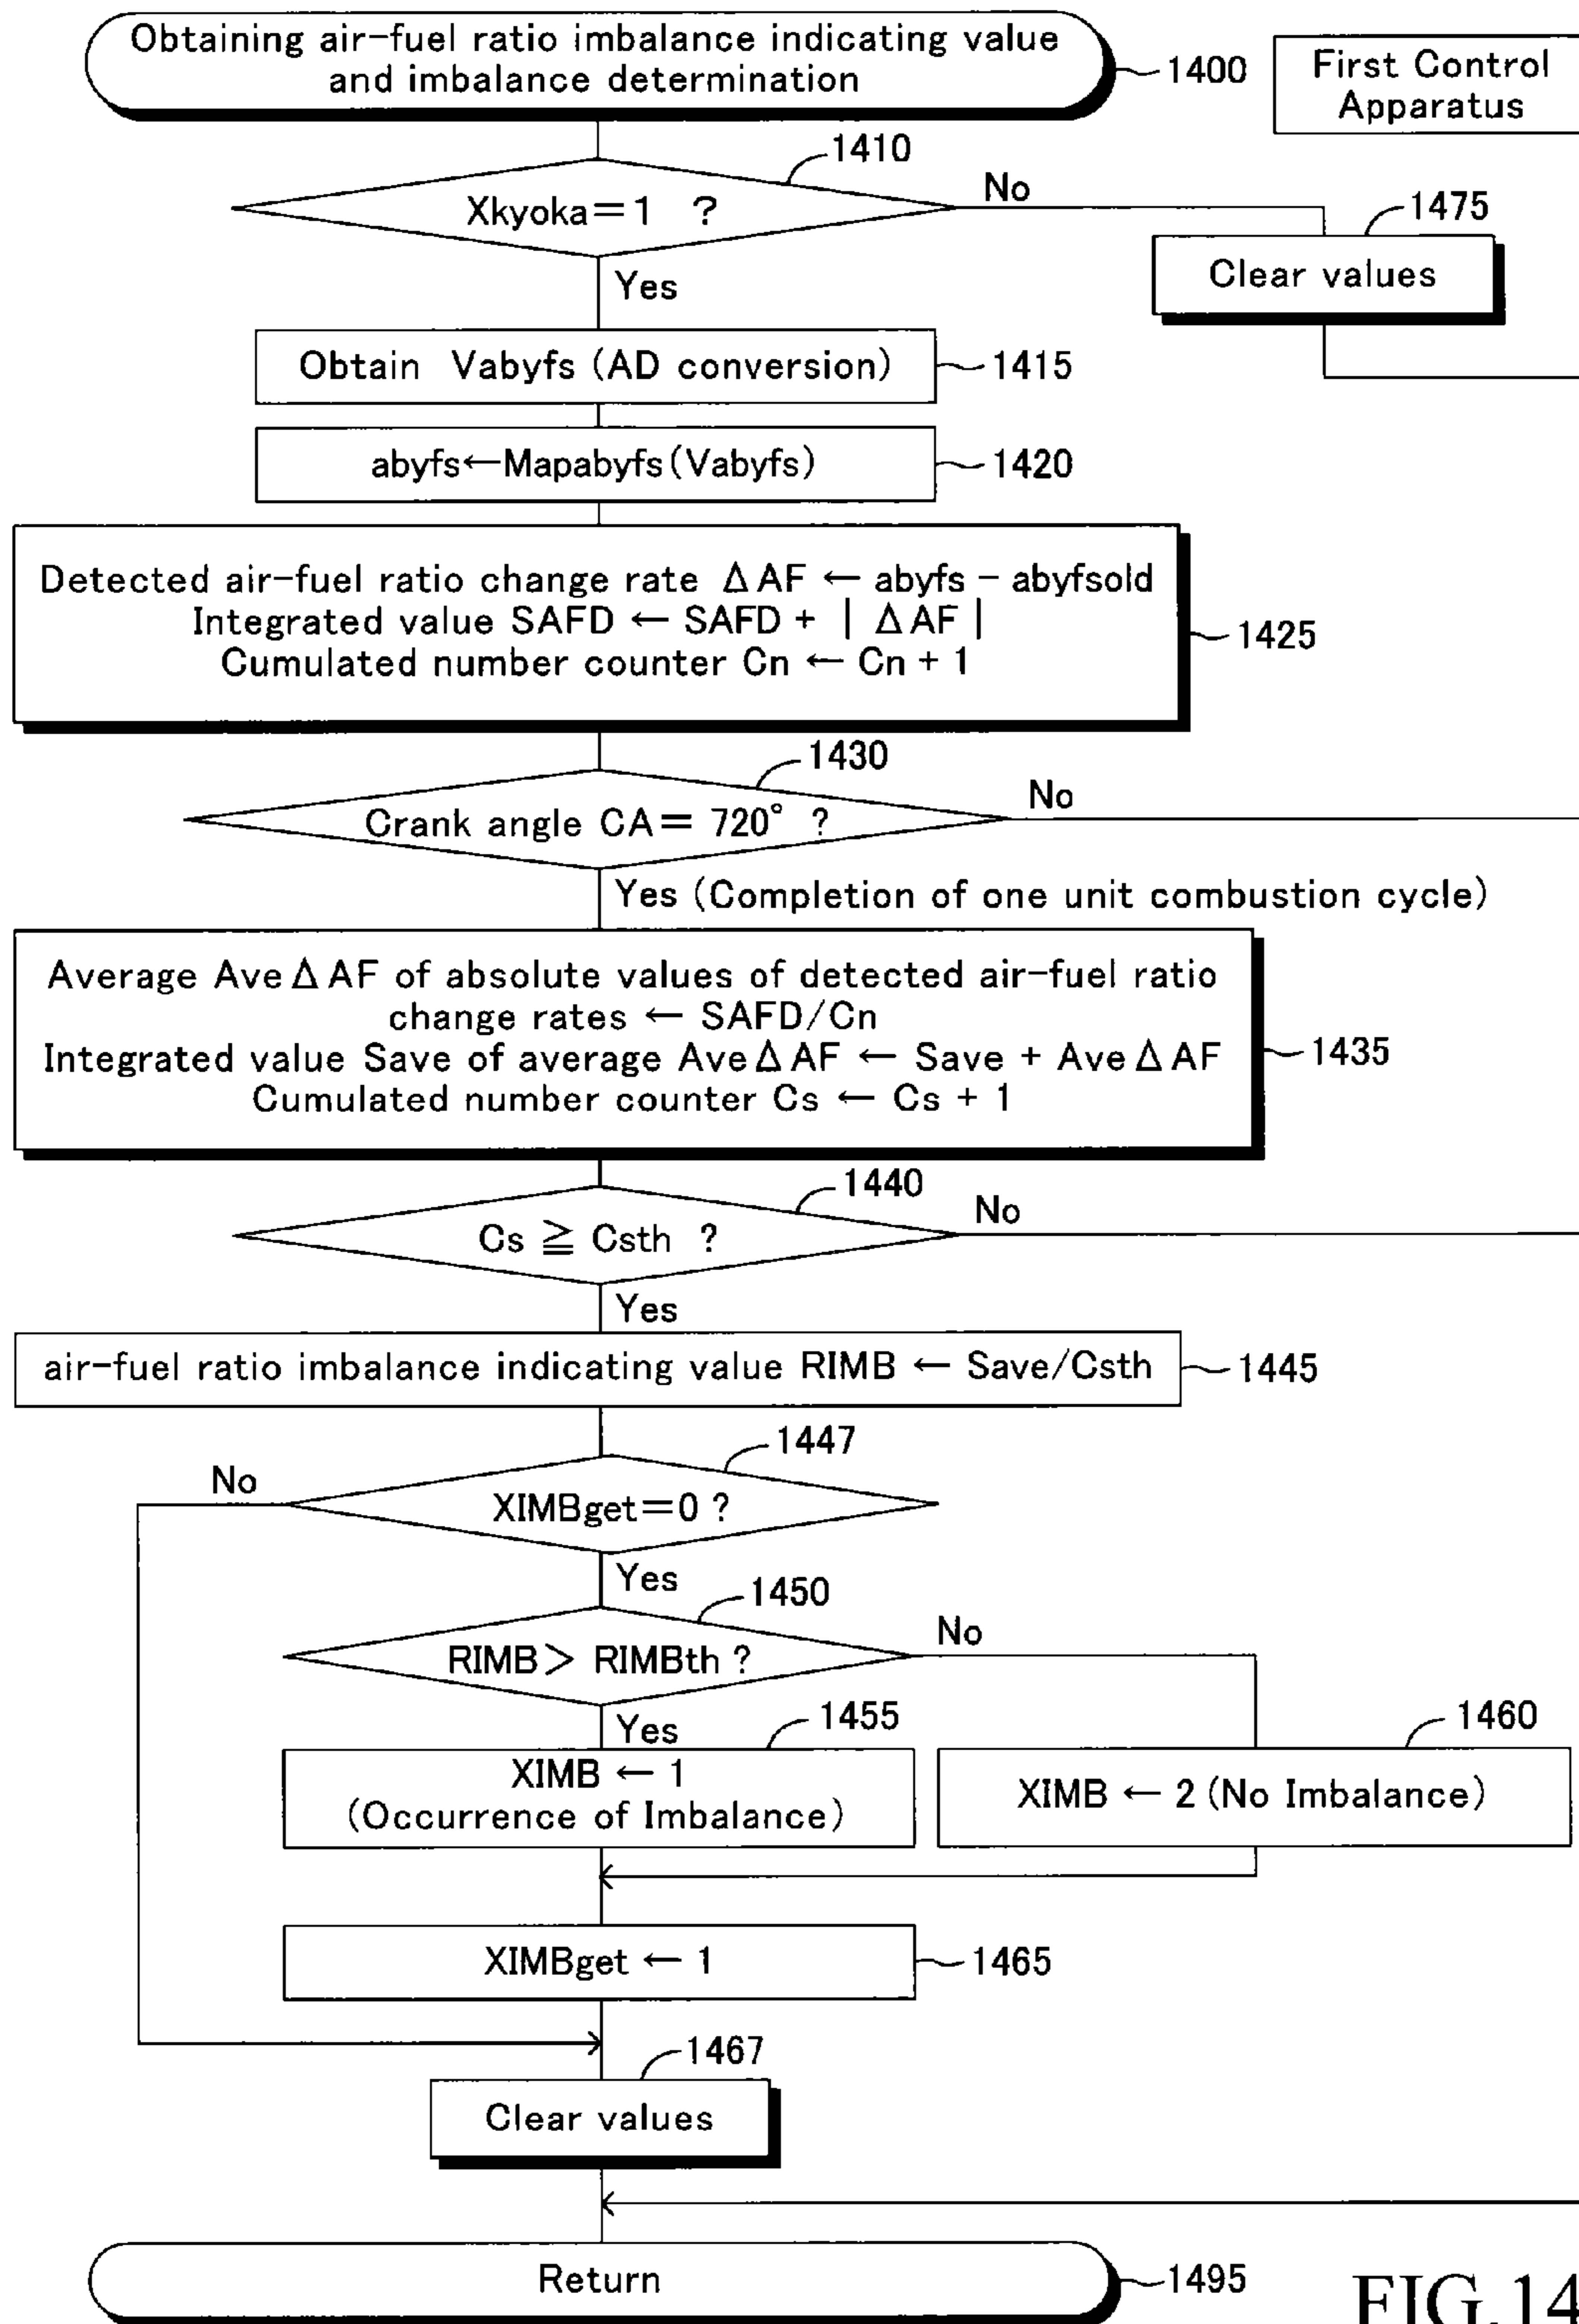 Obtaining air-fuel ratio imbalance indicating value
and imbalance determination
1400
First Control
Apparatus
1410
Xkyoka=1 ?
No
1475
Clear values
Yes
Obtain Vabyfs (AD conversion)
1415
abyfs←Mapabyfs(Vabyfs)
1420
Detected air-fuel ratio change rate ΔAF ← abyfs - abyfsold
Integrated value SAFD ← SAFD + | ΔAF |
Cumulated number counter Cn ← Cn + 1
1425
1430
Crank angle CA= 720° ?
No
Yes (Completion of one unit combustion cycle)
Average AveΔAF of absolute values of detected air-fuel ratio
change rates ← SAFD/Cn
Integrated value Save of average AveΔAF ← Save + AveΔAF
Cumulated number counter Cs ← Cs + 1
1435
1440
Cs ≧ Csth ?
No
Yes
air-fuel ratio imbalance indicating value RIMB ← Save/Csth
1445
1447
No
XIMBget=0 ?
Yes
1450
RIMB> RIMBth ?
No
Yes
1455
XIMB ← 1
(Occurrence of Imbalance)
1460
XIMB ← 2 (No Imbalance)
XIMBget ← 1
1465
1467
Clear values
Return
1495
FIG.14